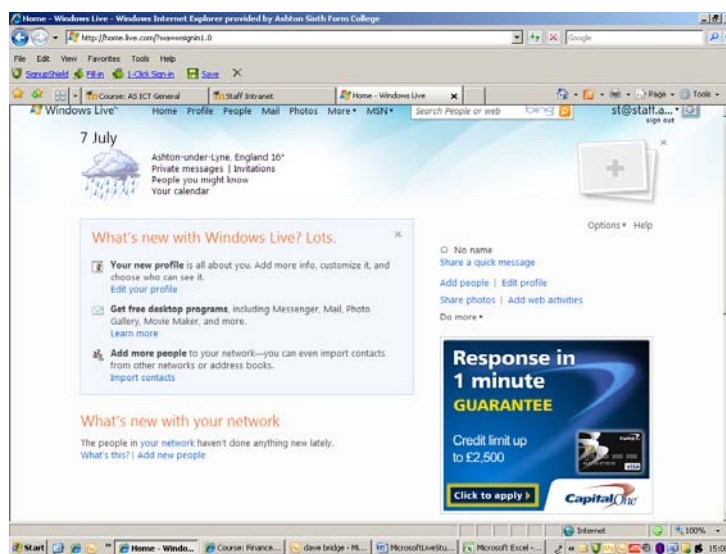 Home - Windows Live - Windows Internet Explorer provided by Ashton Sixth Form College
http://home.live.com/?wa=wsignin1.0
Google
File Edit View Favorites Tools Help
SignupShield Fill-in 1-Click Sign-in Save
Course: AS ICT General
Staff Intranet
Home - Windows Live
Page Tools
Windows Live Home Profile People Mail Photos More MSN Search People or web bing st@staff.a...
sign out
7 July
Ashton-under-Lyne, England 16°
Private messages | Invitations
People you might know
Your calendar
Options Help
What's new with Windows Live? Lots.
Your new profile is all about you. Add more info, customize it, and
choose who can see it.
Edit your profile
Get free desktop programs, including Messenger, Mail, Photo
Gallery, Movie Maker, and more.
Learn more
Add more people to your network—you can even import contacts
from other networks or address books.
Import contacts
No name
Share a quick message
Add people | Edit profile
Share photos | Add web activities
Do more
Response in
1 minute
GUARANTEE
Credit limit up
to £2,500
Click to apply
Capital One
VISA
What's new with your network
The people in your network haven't done anything new lately.
What's this? | Add new people
Internet
100%
Start
Home - Windo...
Course: Finance...
dave bridge - Mi...
MicrosoftLiveStu...
Microsoft Excel -...